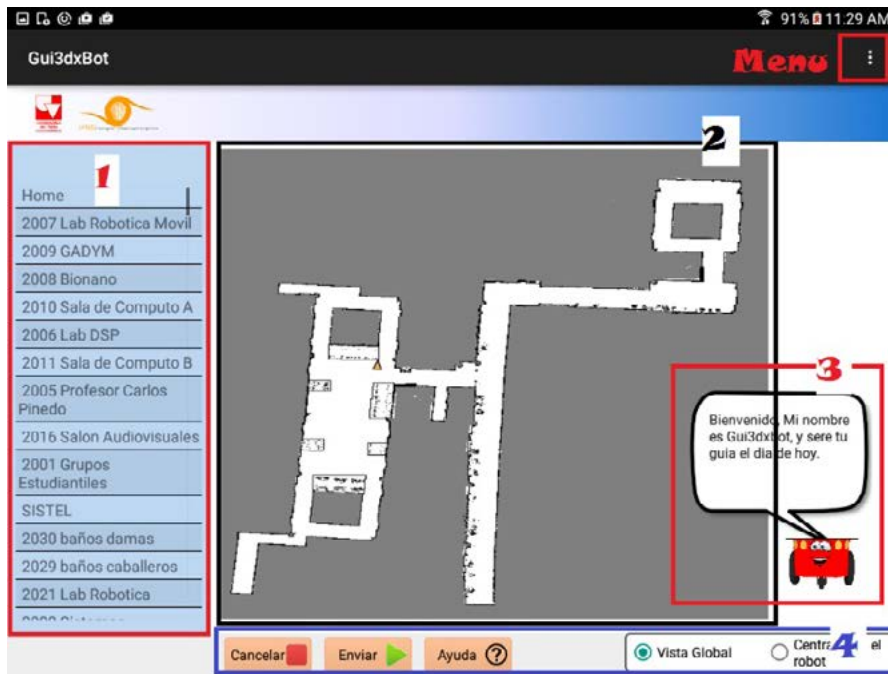 91% 11.29 AM
Gui3dxBot
Menu
1
2
Home
2007 Lab Robotica Movil
2009 GADYM
2008 Bionano
2010 Sala de Computo A
2006 Lab DSP
2011 Sala de Computo B
2005 Profesor Carlos
Pinedo
2016 Salon Audiovisuales
2001 Grupos
Estudiantiles
SISTEL
2030 baños damas
2029 baños caballeros
2021 Lab Robotica
3
Bienvenido, Mi nombre
es Gui3dxbot, y sere tu
guia el dia de hoy.
4
Cancelar
Enviar
Ayuda
Vista Global
el
robot